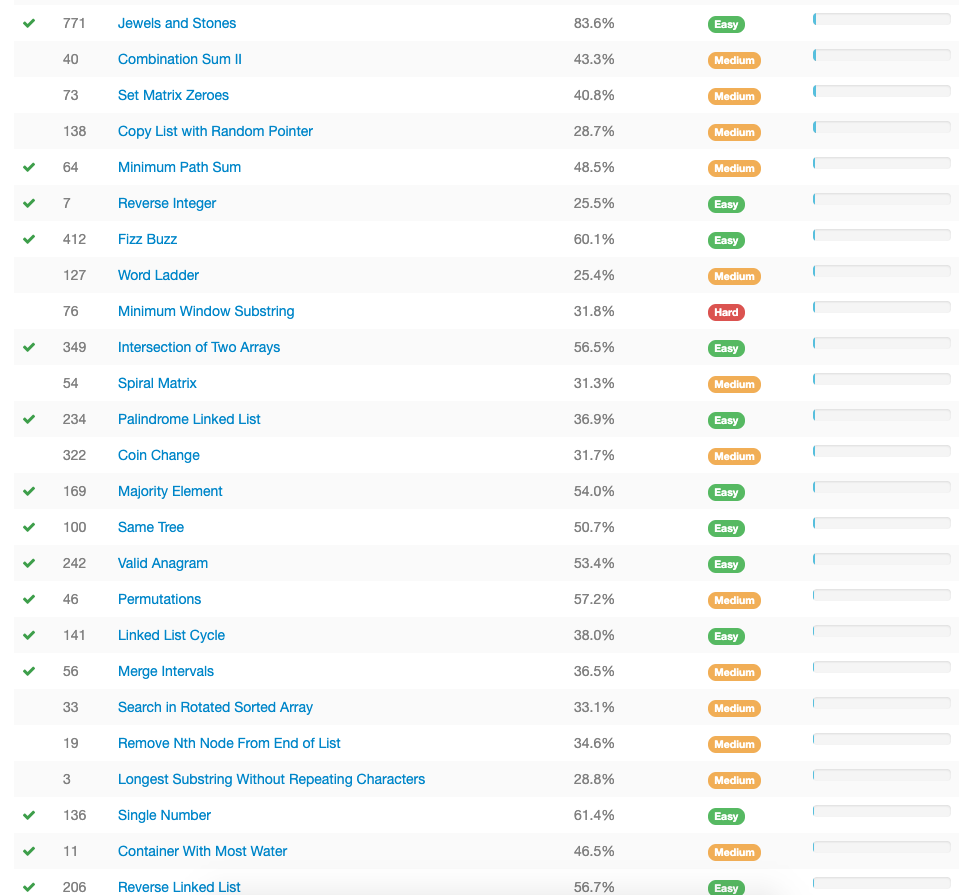 771 Jewels and Stones 83.6% Easy
40 Combination Sum II 43.3% Medium
73 Set Matrix Zeroes 40.8% Medium
138 Copy List with Random Pointer 28.7% Medium
64 Minimum Path Sum 48.5% Medium
7 Reverse Integer 25.5% Easy
412 Fizz Buzz 60.1% Easy
127 Word Ladder 25.4% Medium
76 Minimum Window Substring 31.8% Hard
349 Intersection of Two Arrays 56.5% Easy
54 Spiral Matrix 31.3% Medium
234 Palindrome Linked List 36.9% Easy
322 Coin Change 31.7% Medium
169 Majority Element 54.0% Easy
100 Same Tree 50.7% Easy
242 Valid Anagram 53.4% Easy
46 Permutations 57.2% Medium
141 Linked List Cycle 38.0% Easy
56 Merge Intervals 36.5% Medium
33 Search in Rotated Sorted Array 33.1% Medium
19 Remove Nth Node From End of List 34.6% Medium
3 Longest Substring Without Repeating Characters 28.8% Medium
136 Single Number 61.4% Easy
11 Container With Most Water 46.5% Medium
206 Reverse Linked List 56.7% Easy